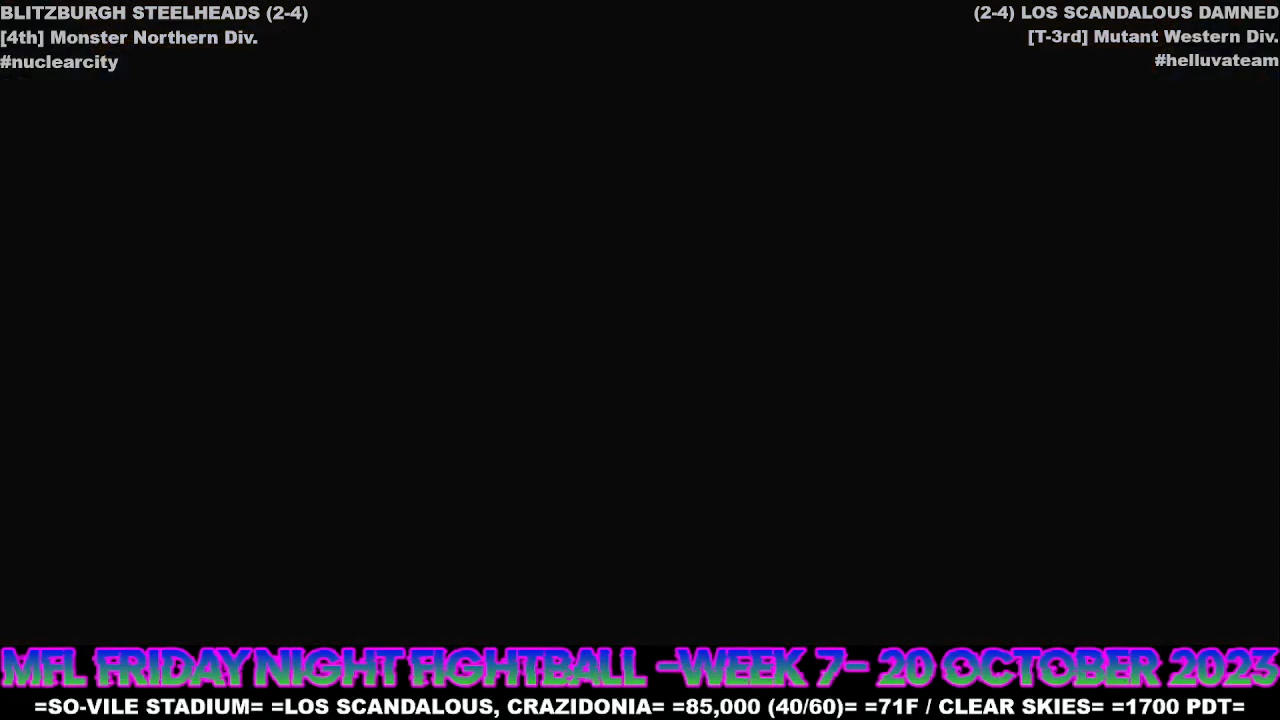 BLITZBURGH STEELHEADS (2-4)
[4th] Monster Northern Div.
#nuclearcity
(2-4) LOS SCANDALOUS DAMNED
[T-3rd] Mutant Western Div.
#helluvateam
MFL FRIDAY NIGHT FIGHTBALL -WEEK 7- 20 OCTOBER 2023
=SO-VILE STADIUM= =LOS SCANDALOUS, CRAZIDONIA= =85,000 (40/60)= =71F / CLEAR SKIES= =1700 PDT=